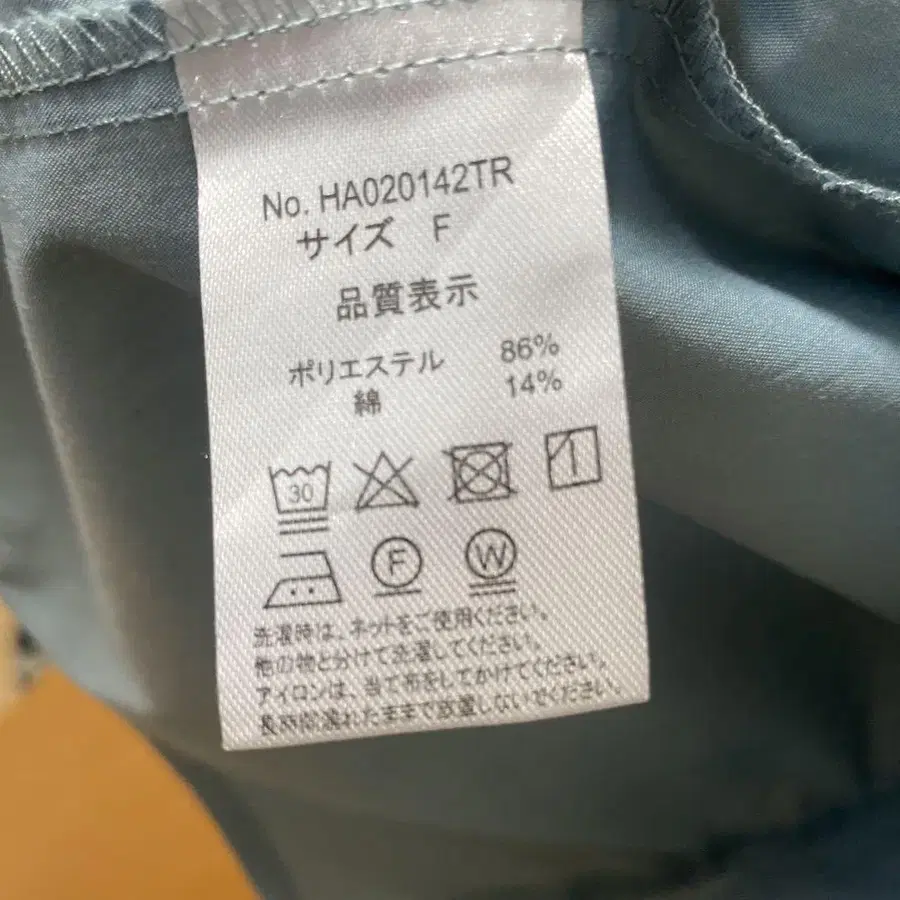 No. HA020142TR
サイズ F
品質表示
ポリエステル 86%
綿 14%
30
F W
洗濯時は、ネットをご使用ください。
他の物と分けて洗濯してください。
アイロンは、当て布をしてかけてください。
長時間濡れたままで放置しないでください。